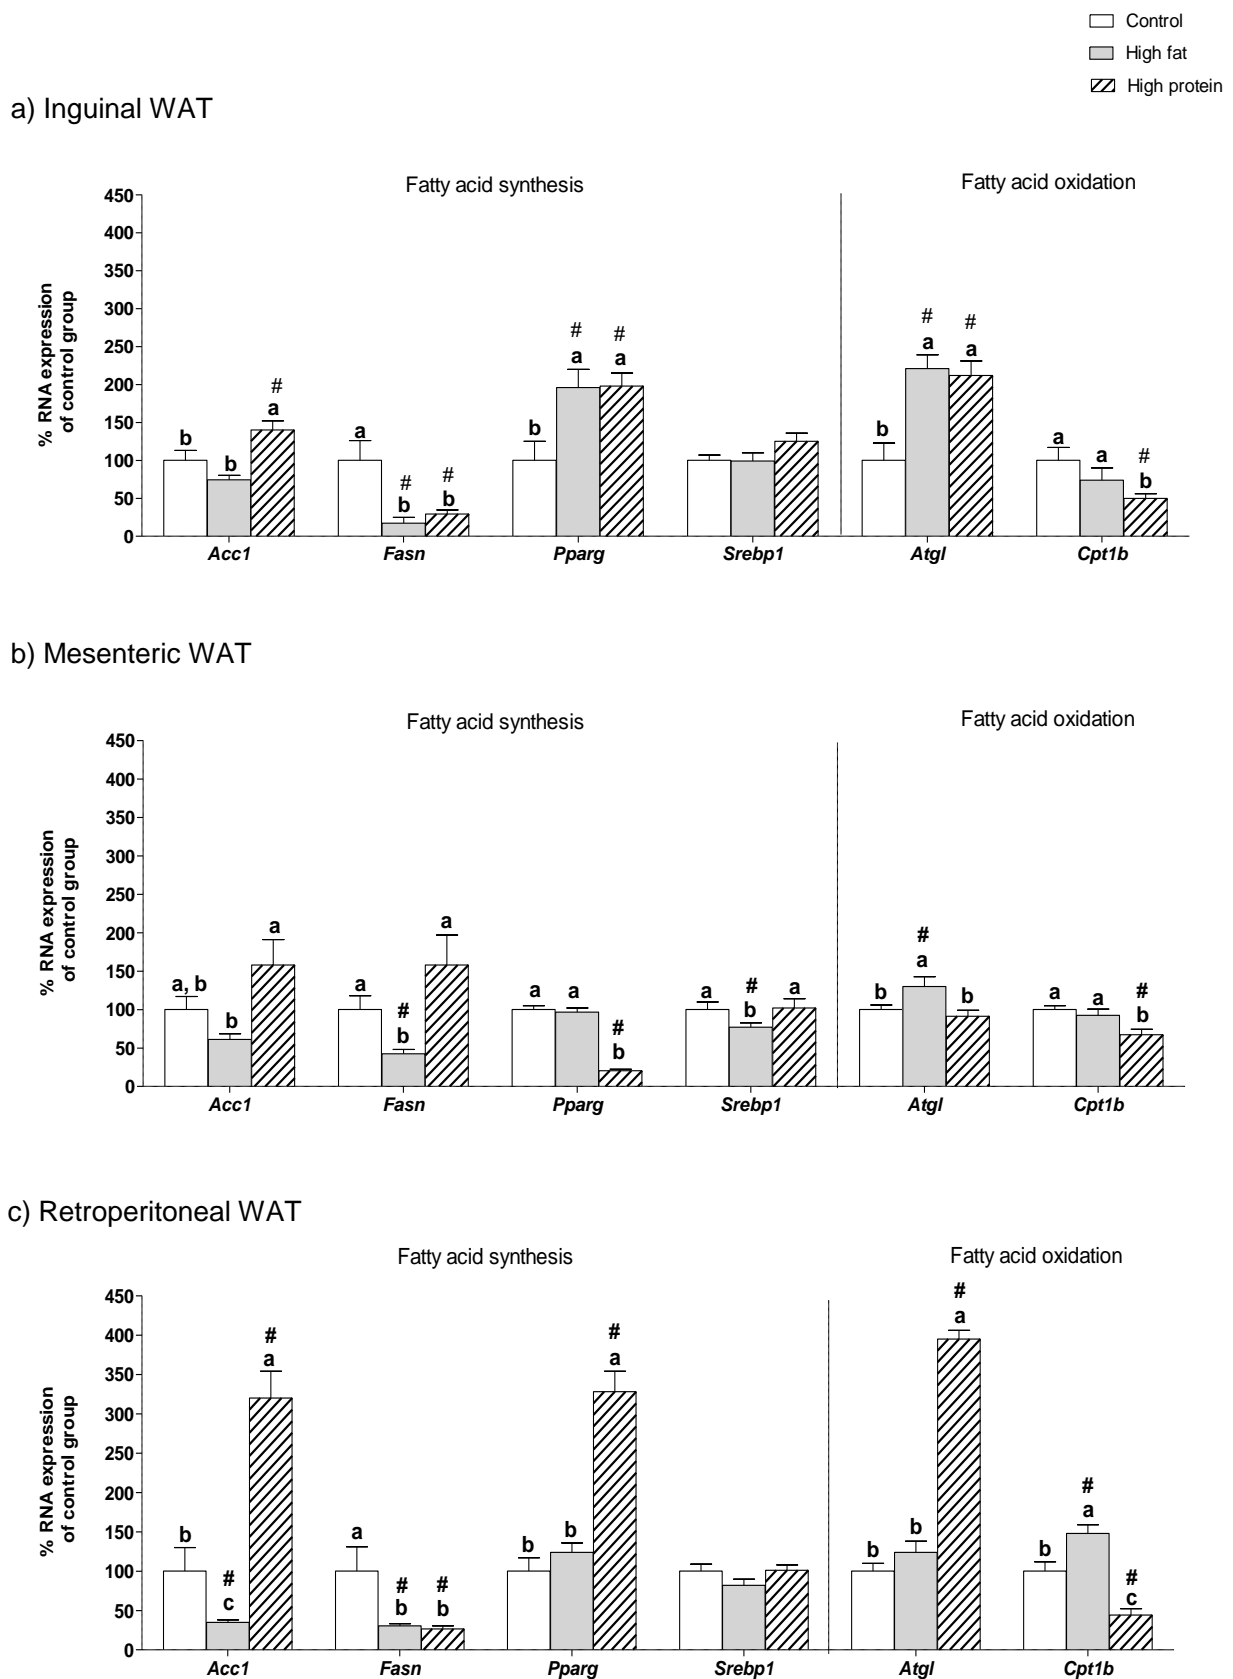 Control
High fat
High protein
a) Inguinal WAT
Fatty acid synthesis
Fatty acid oxidation
% RNA expression
of control group
450
400
350
300
250
200
150
100
50
0
b
b
#
a
a
#
b
#
b
b
#
a
#
a
b
#
a
#
a
a
a
#
b
Acc1
Fasn
Pparg
Srebp1
Atgl
Cpt1b
b) Mesenteric WAT
Fatty acid synthesis
Fatty acid oxidation
% RNA expression
of control group
450
400
350
300
250
200
150
100
50
0
a, b
b
a
a
#
b
a
a
a
#
b
a
#
b
a
b
#
a
b
a
a
#
b
Acc1
Fasn
Pparg
Srebp1
Atgl
Cpt1b
c) Retroperitoneal WAT
Fatty acid synthesis
Fatty acid oxidation
% RNA expression
of control group
450
400
350
300
250
200
150
100
50
0
b
#
c
#
a
a
#
b
#
b
b
b
#
a
b
b
#
a
b
#
a
#
c
Acc1
Fasn
Pparg
Srebp1
Atgl
Cpt1b